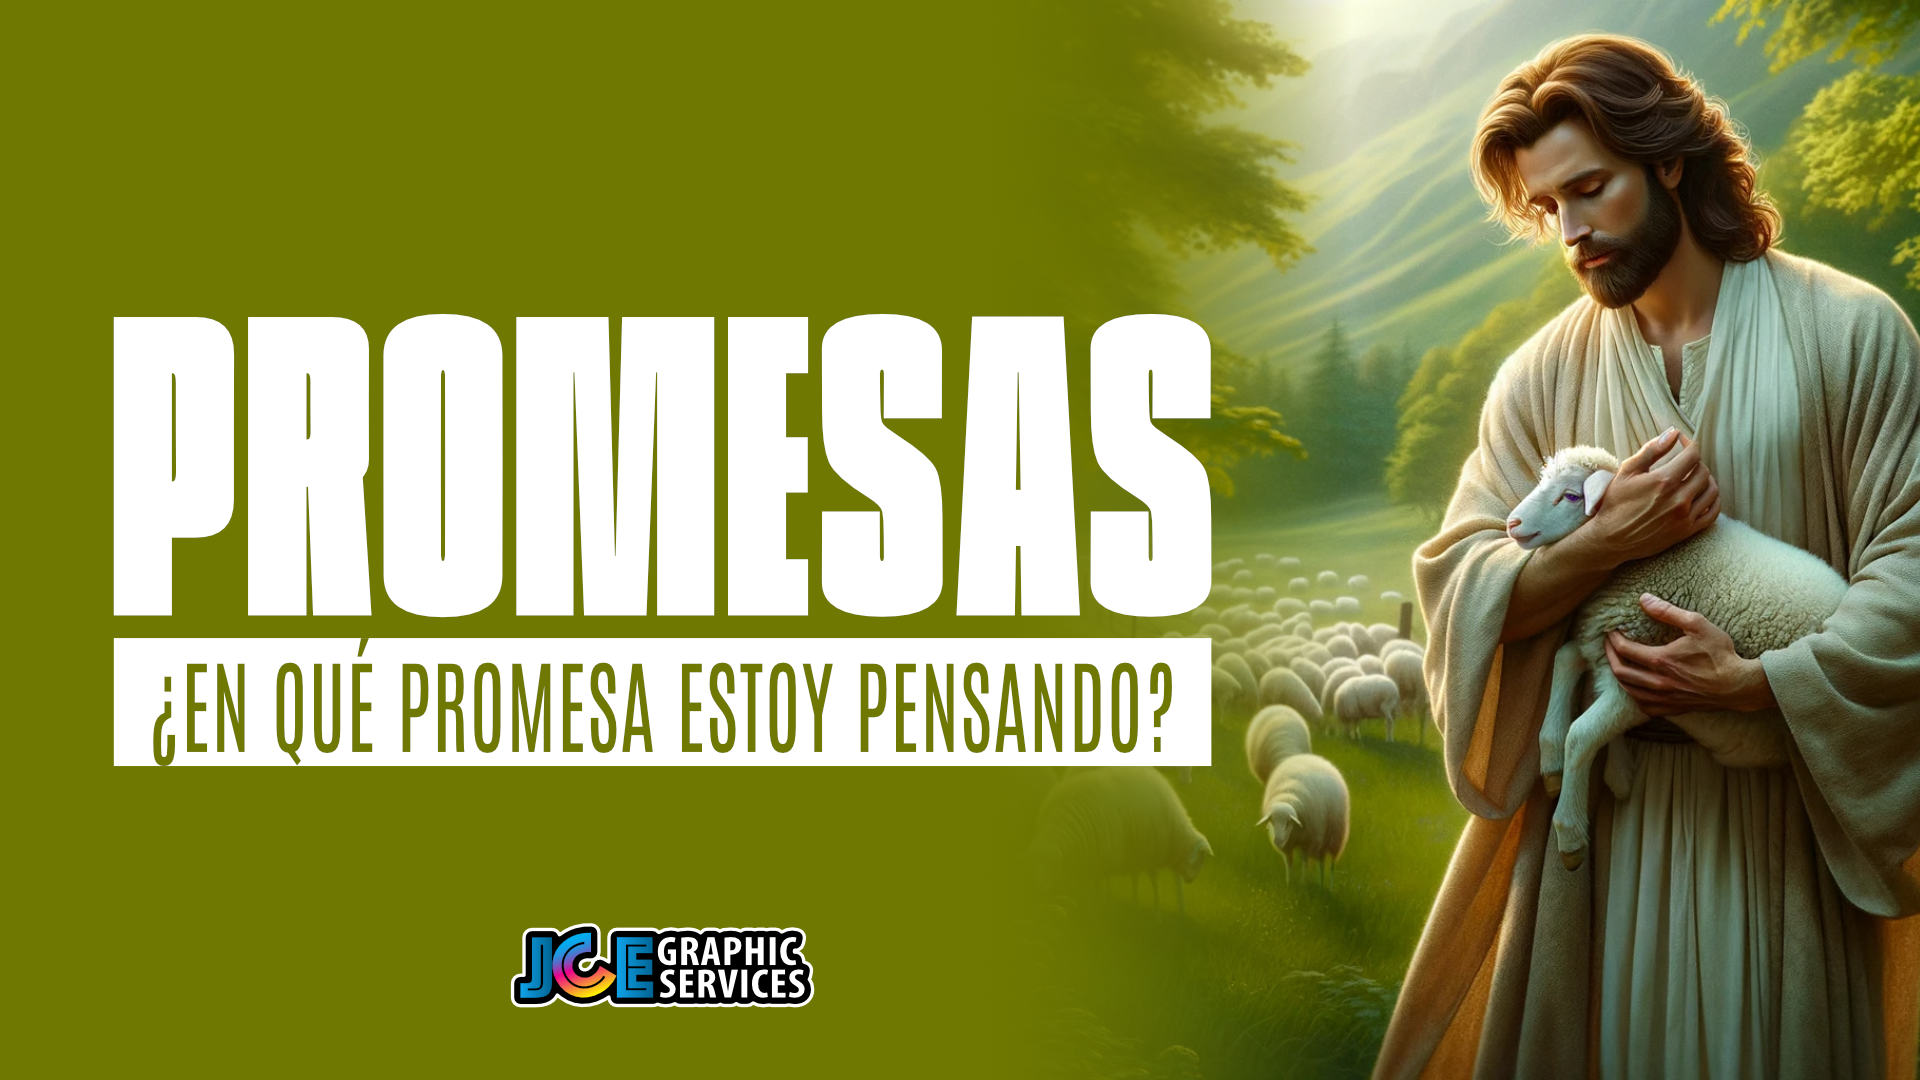 PROMESAS
¿EN QUÉ PROMESA ESTOY PENSANDO?
JCE GRAPHIC
SERVICES